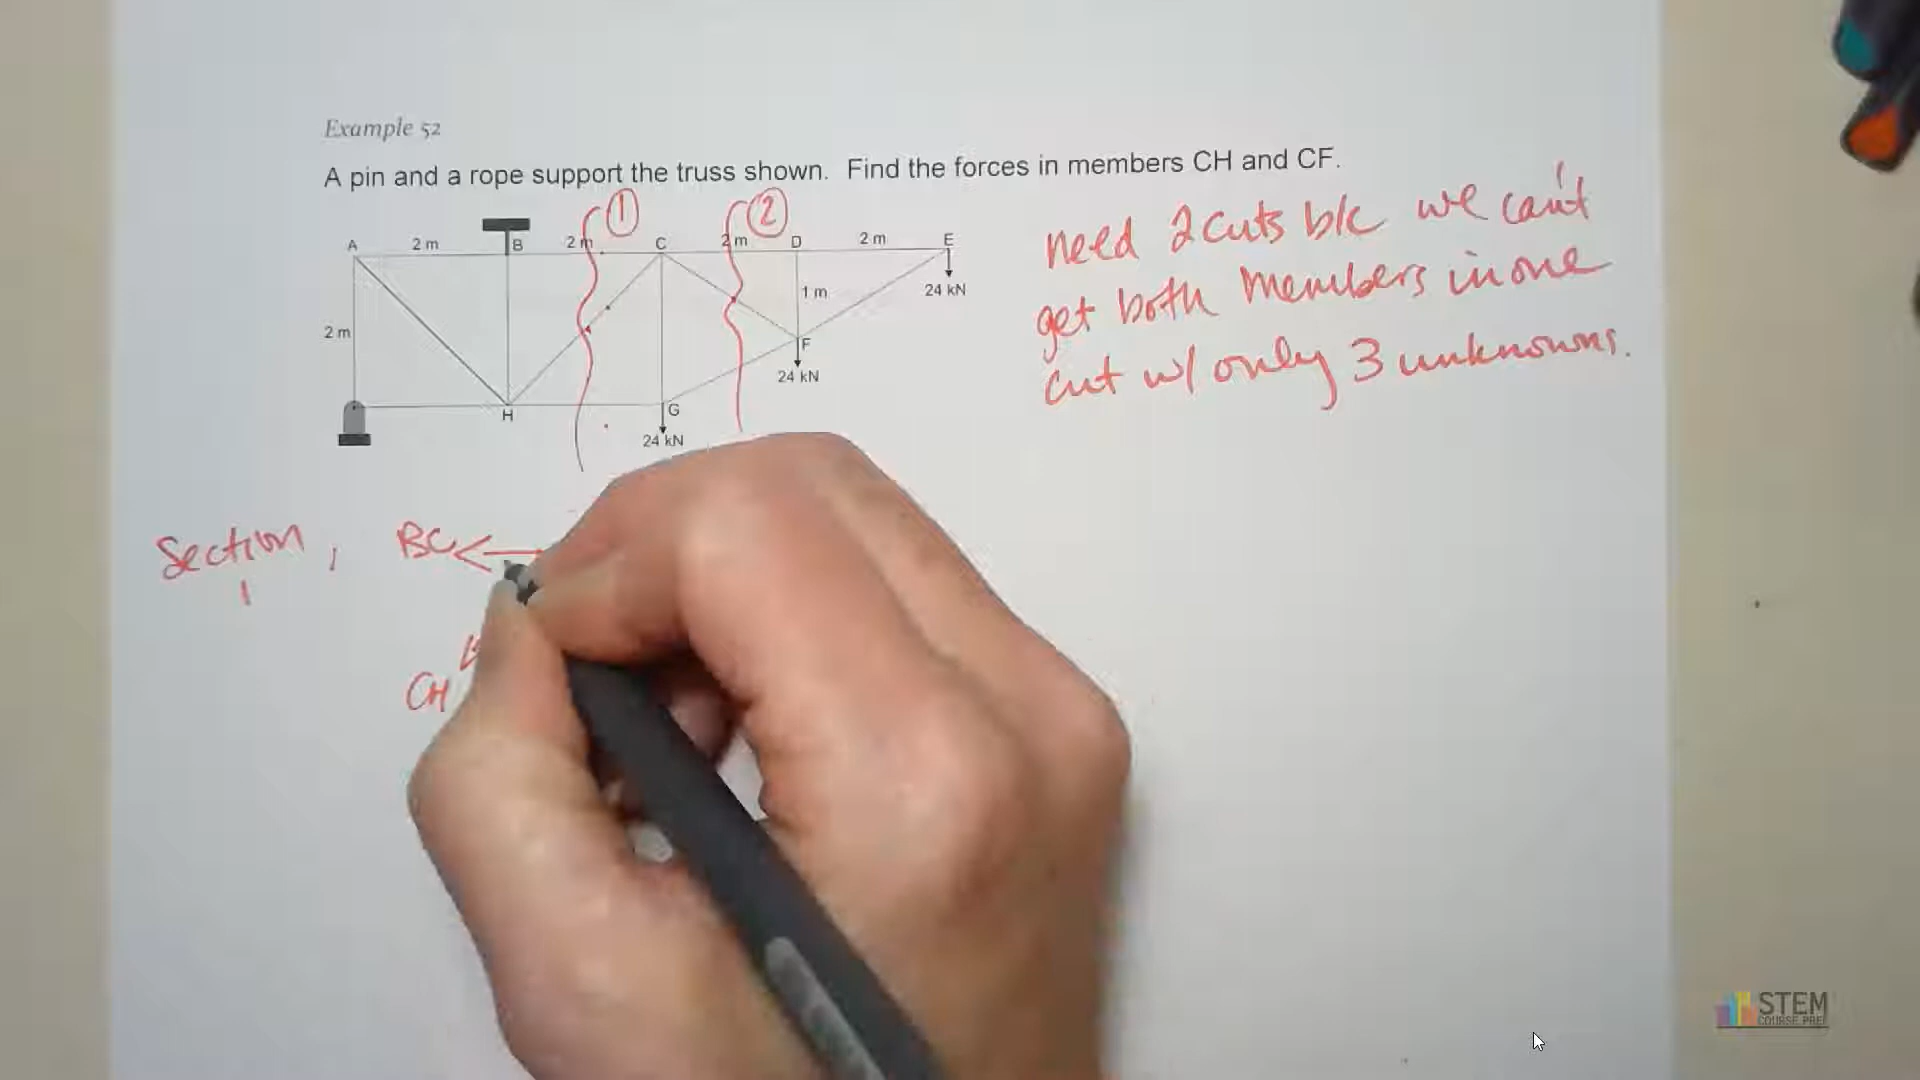 Example 52
A pin and a rope support the truss shown. Find the forces in members CH and CF.
1
2
A
2 m
B
2 m
C
2 m
D
2 m
E
1 m
24 kN
2 m
F
24 kN
H
G
24 kN
need 2 cuts b/c we can't
get both members in one
cut w/ only 3 unknowns.
Section 1
BC
CH
STEM
COURSE PREP